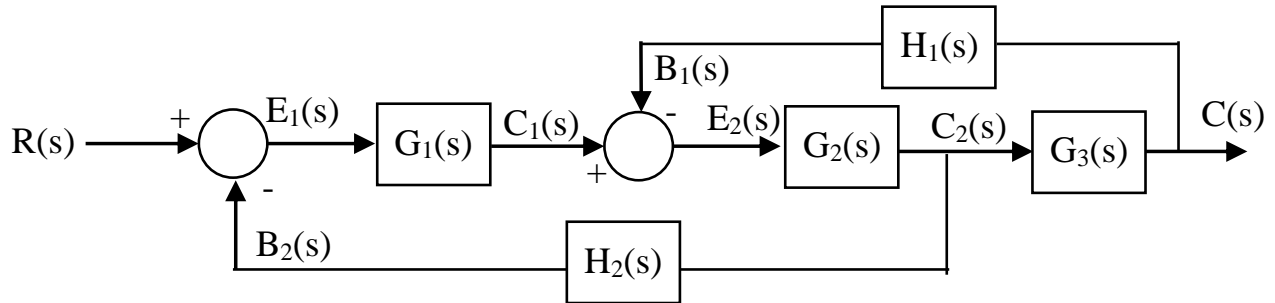 H₁(s)
B₁(s)
+
E₁(s)
C₁(s)
-
E₂(s)
C₂(s)
C(s)
R(s)
G₁(s)
G₂(s)
G₃(s)
+
-
B₂(s)
H₂(s)